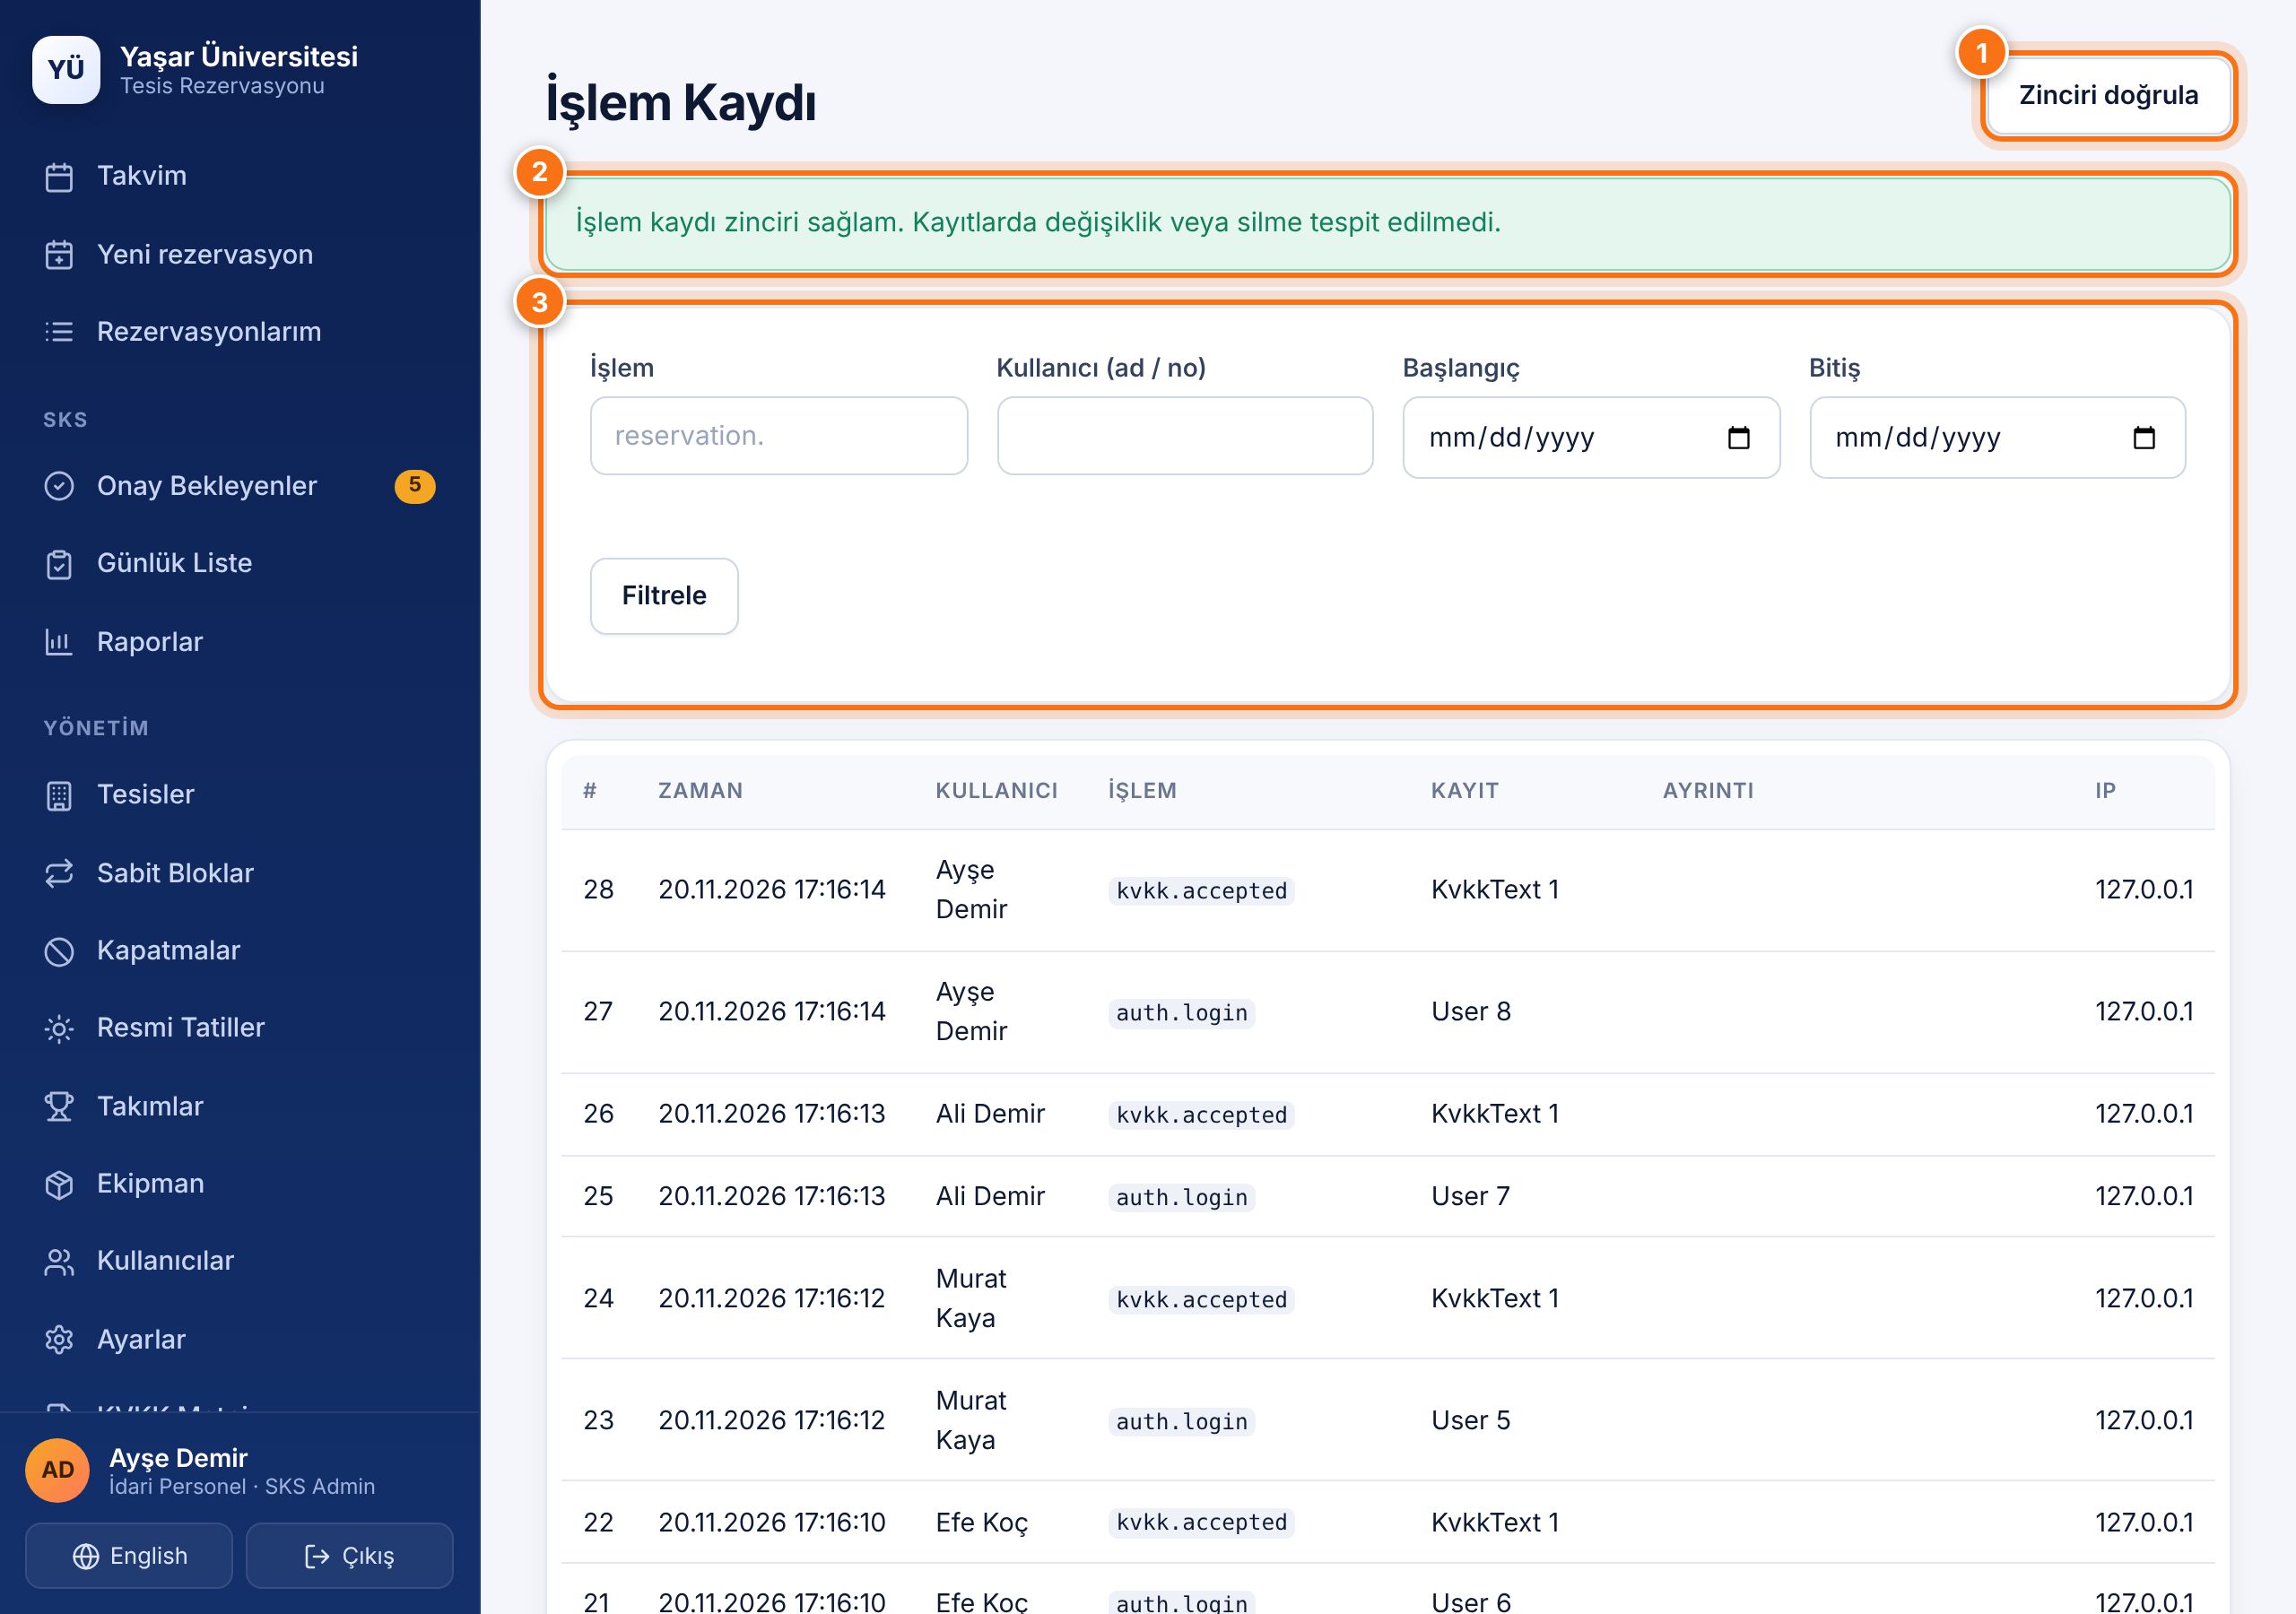 YÜ
Yaşar Üniversitesi
Tesis Rezervasyonu
Takvim
Yeni rezervasyon
Rezervasyonlarım
SKS
Onay Bekleyenler 5
Günlük Liste
Raporlar
YÖNETİM
Tesisler
Sabit Bloklar
Kapatmalar
Resmi Tatiller
Takımlar
Ekipman
Kullanıcılar
Ayarlar
AD
Ayşe Demir
İdari Personel · SKS Admin
English
Çıkış
İşlem Kaydı
1
Zinciri doğrula
2
İşlem kaydı zinciri sağlam. Kayıtlarda değişiklik veya silme tespit edilmedi.
3
İşlem Kullanıcı (ad / no) Başlangıç Bitiş
reservation. mm/dd/yyyy mm/dd/yyyy
Filtrele
# ZAMAN KULLANICI İŞLEM KAYIT AYRINTI IP
28 20.11.2026 17:16:14 Ayşe Demir kvkk.accepted KvkkText 1 127.0.0.1
27 20.11.2026 17:16:14 Ayşe Demir auth.login User 8 127.0.0.1
26 20.11.2026 17:16:13 Ali Demir kvkk.accepted KvkkText 1 127.0.0.1
25 20.11.2026 17:16:13 Ali Demir auth.login User 7 127.0.0.1
24 20.11.2026 17:16:12 Murat Kaya kvkk.accepted KvkkText 1 127.0.0.1
23 20.11.2026 17:16:12 Murat Kaya auth.login User 5 127.0.0.1
22 20.11.2026 17:16:10 Efe Koç kvkk.accepted KvkkText 1 127.0.0.1
21 20.11.2026 17:16:10 Efe Koç auth.login User 6 127.0.0.1